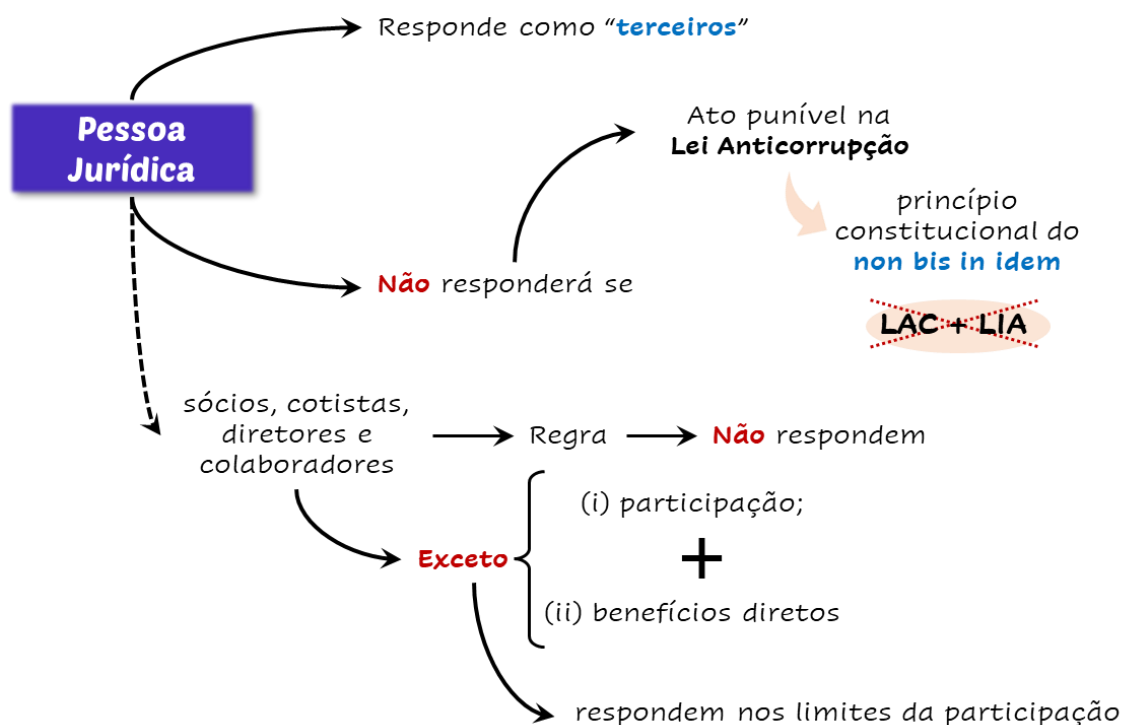 Responde como “terceiros”
Pessoa
Jurídica
Ato punível na
Lei Anticorrupção
princípio
constitucional do
non bis in idem
Não responderá se
LAC + LIA
sócios, cotistas,
diretores e
colaboradores
Regra
Não respondem
(i) participação;
+
Exceto
(ii) benefícios diretos
respondem nos limites da participação